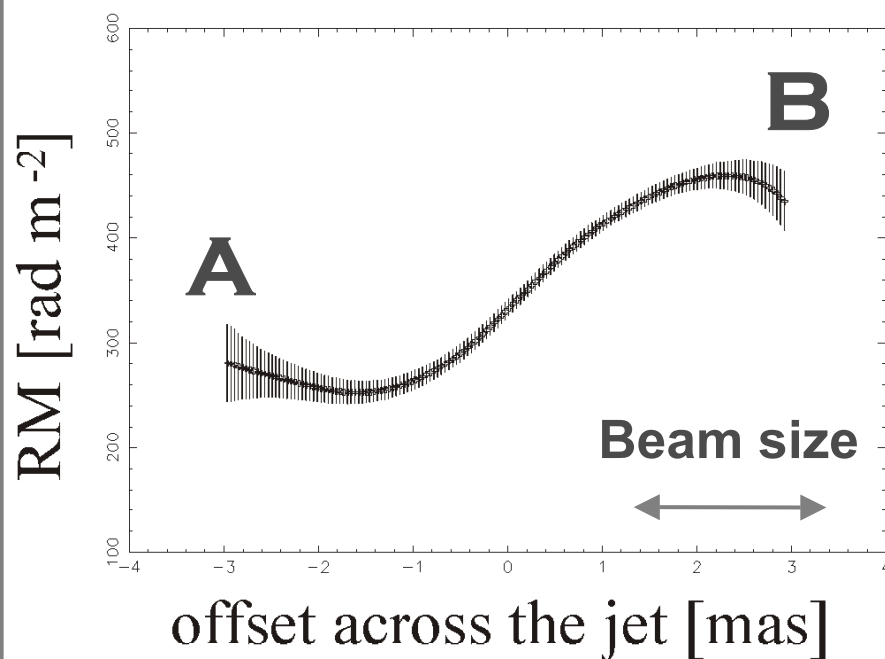 600
500
400
300
200
100
RM [rad m⁻²]
A
B
Beam size
−4 −3 −2 −1 0 1 2 3 4
offset across the jet [mas]